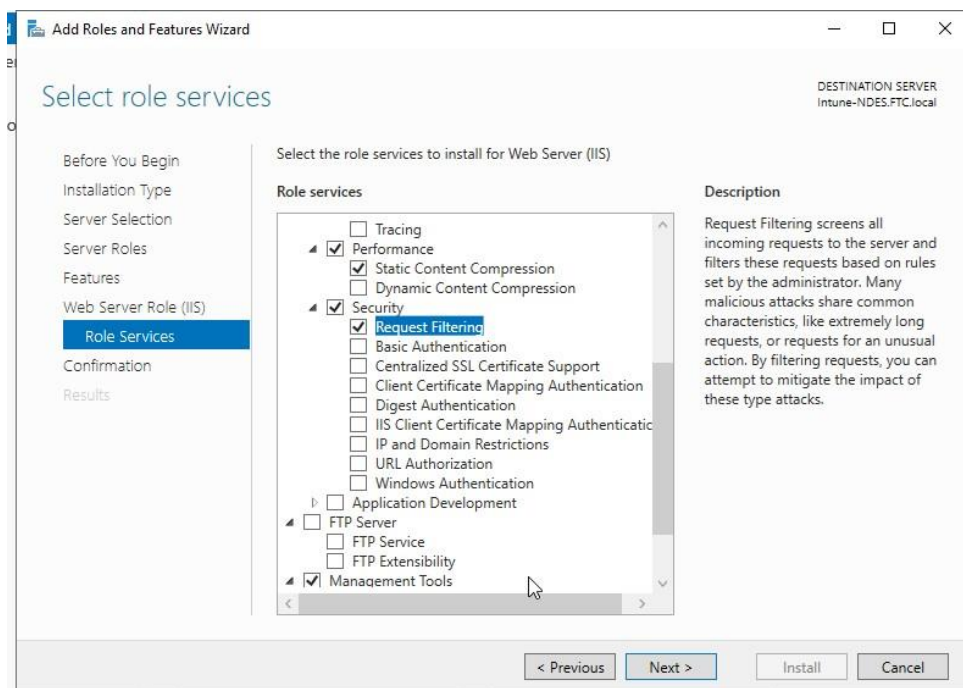 Add Roles and Features Wizard
Select role services
DESTINATION SERVER
Intune-NDES.FTC.local
Before You Begin
Installation Type
Server Selection
Server Roles
Features
Web Server Role (IIS)
Role Services
Confirmation
Results
Select the role services to install for Web Server (IIS)
Role services
Tracing
Performance
Static Content Compression
Dynamic Content Compression
Security
Request Filtering
Basic Authentication
Centralized SSL Certificate Support
Client Certificate Mapping Authentication
Digest Authentication
IIS Client Certificate Mapping Authenticatic
IP and Domain Restrictions
URL Authorization
Windows Authentication
Application Development
FTP Server
FTP Service
FTP Extensibility
Management Tools
Description
Request Filtering screens all
incoming requests to the server and
filters these requests based on rules
set by the administrator. Many
malicious attacks share common
characteristics, like extremely long
requests, or requests for an unusual
action. By filtering requests, you can
attempt to mitigate the impact of
these type attacks.
< Previous
Next >
Install
Cancel